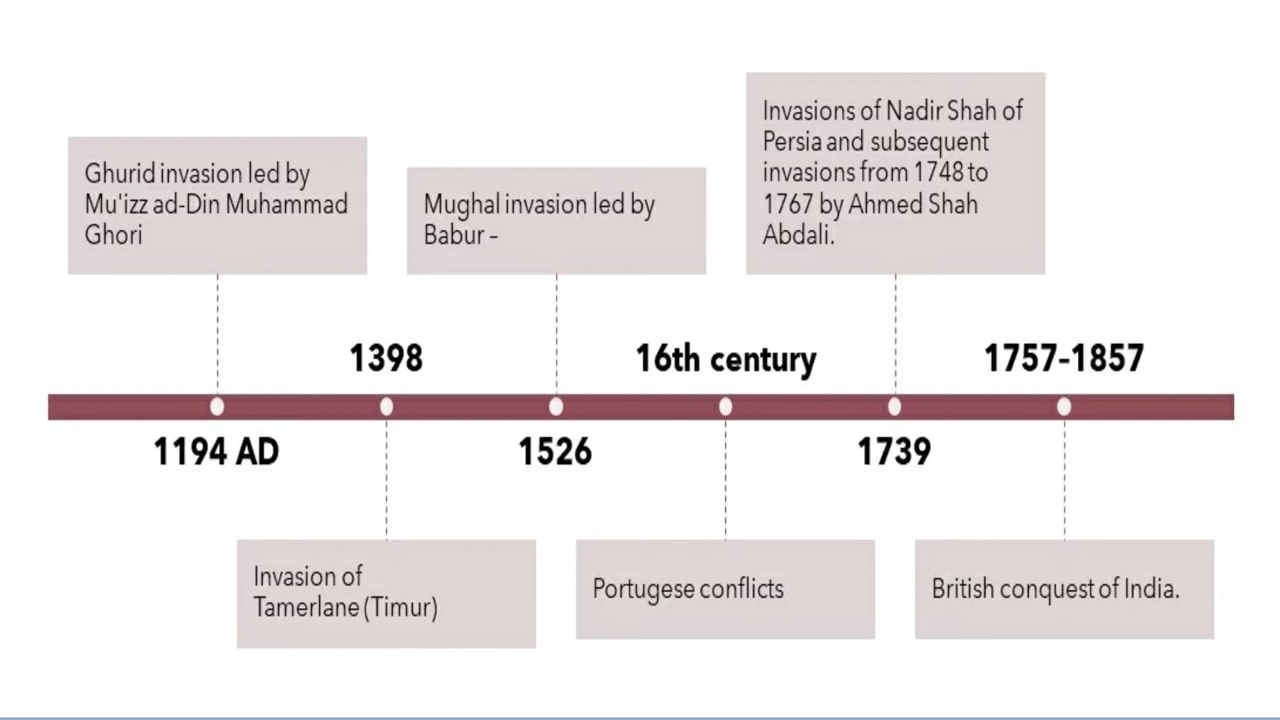 Ghurid invasion led by
Mu'izz ad-Din Muhammad
Ghori
1194 AD
1398
Invasion of
Tamerlane (Timur)
Mughal invasion led by
Babur –
1526
16th century
Portugese conflicts
Invasions of Nadir Shah of
Persia and subsequent
invasions from 1748 to
1767 by Ahmed Shah
Abdali.
1739
1757-1857
British conquest of India.